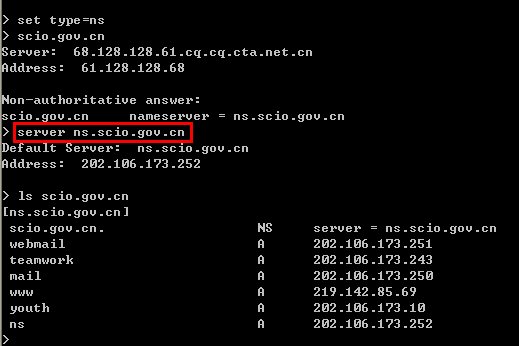 > set type=ns
> scio.gov.cn
Server:  68.128.128.61.cq.cq.cta.net.cn
Address:  61.128.128.68
Non-authoritative answer:
scio.gov.cn     nameserver = ns.scio.gov.cn
> server ns.scio.gov.cn
Default Server:  ns.scio.gov.cn
Address:  202.106.173.252
> ls scio.gov.cn
[ns.scio.gov.cn]
scio.gov.cn.                   NS     server = ns.scio.gov.cn
webmail                        A      202.106.173.251
teamwork                       A      202.106.173.243
mail                           A      202.106.173.250
www                            A      219.142.85.69
youth                          A      202.106.173.10
ns                             A      202.106.173.252
>